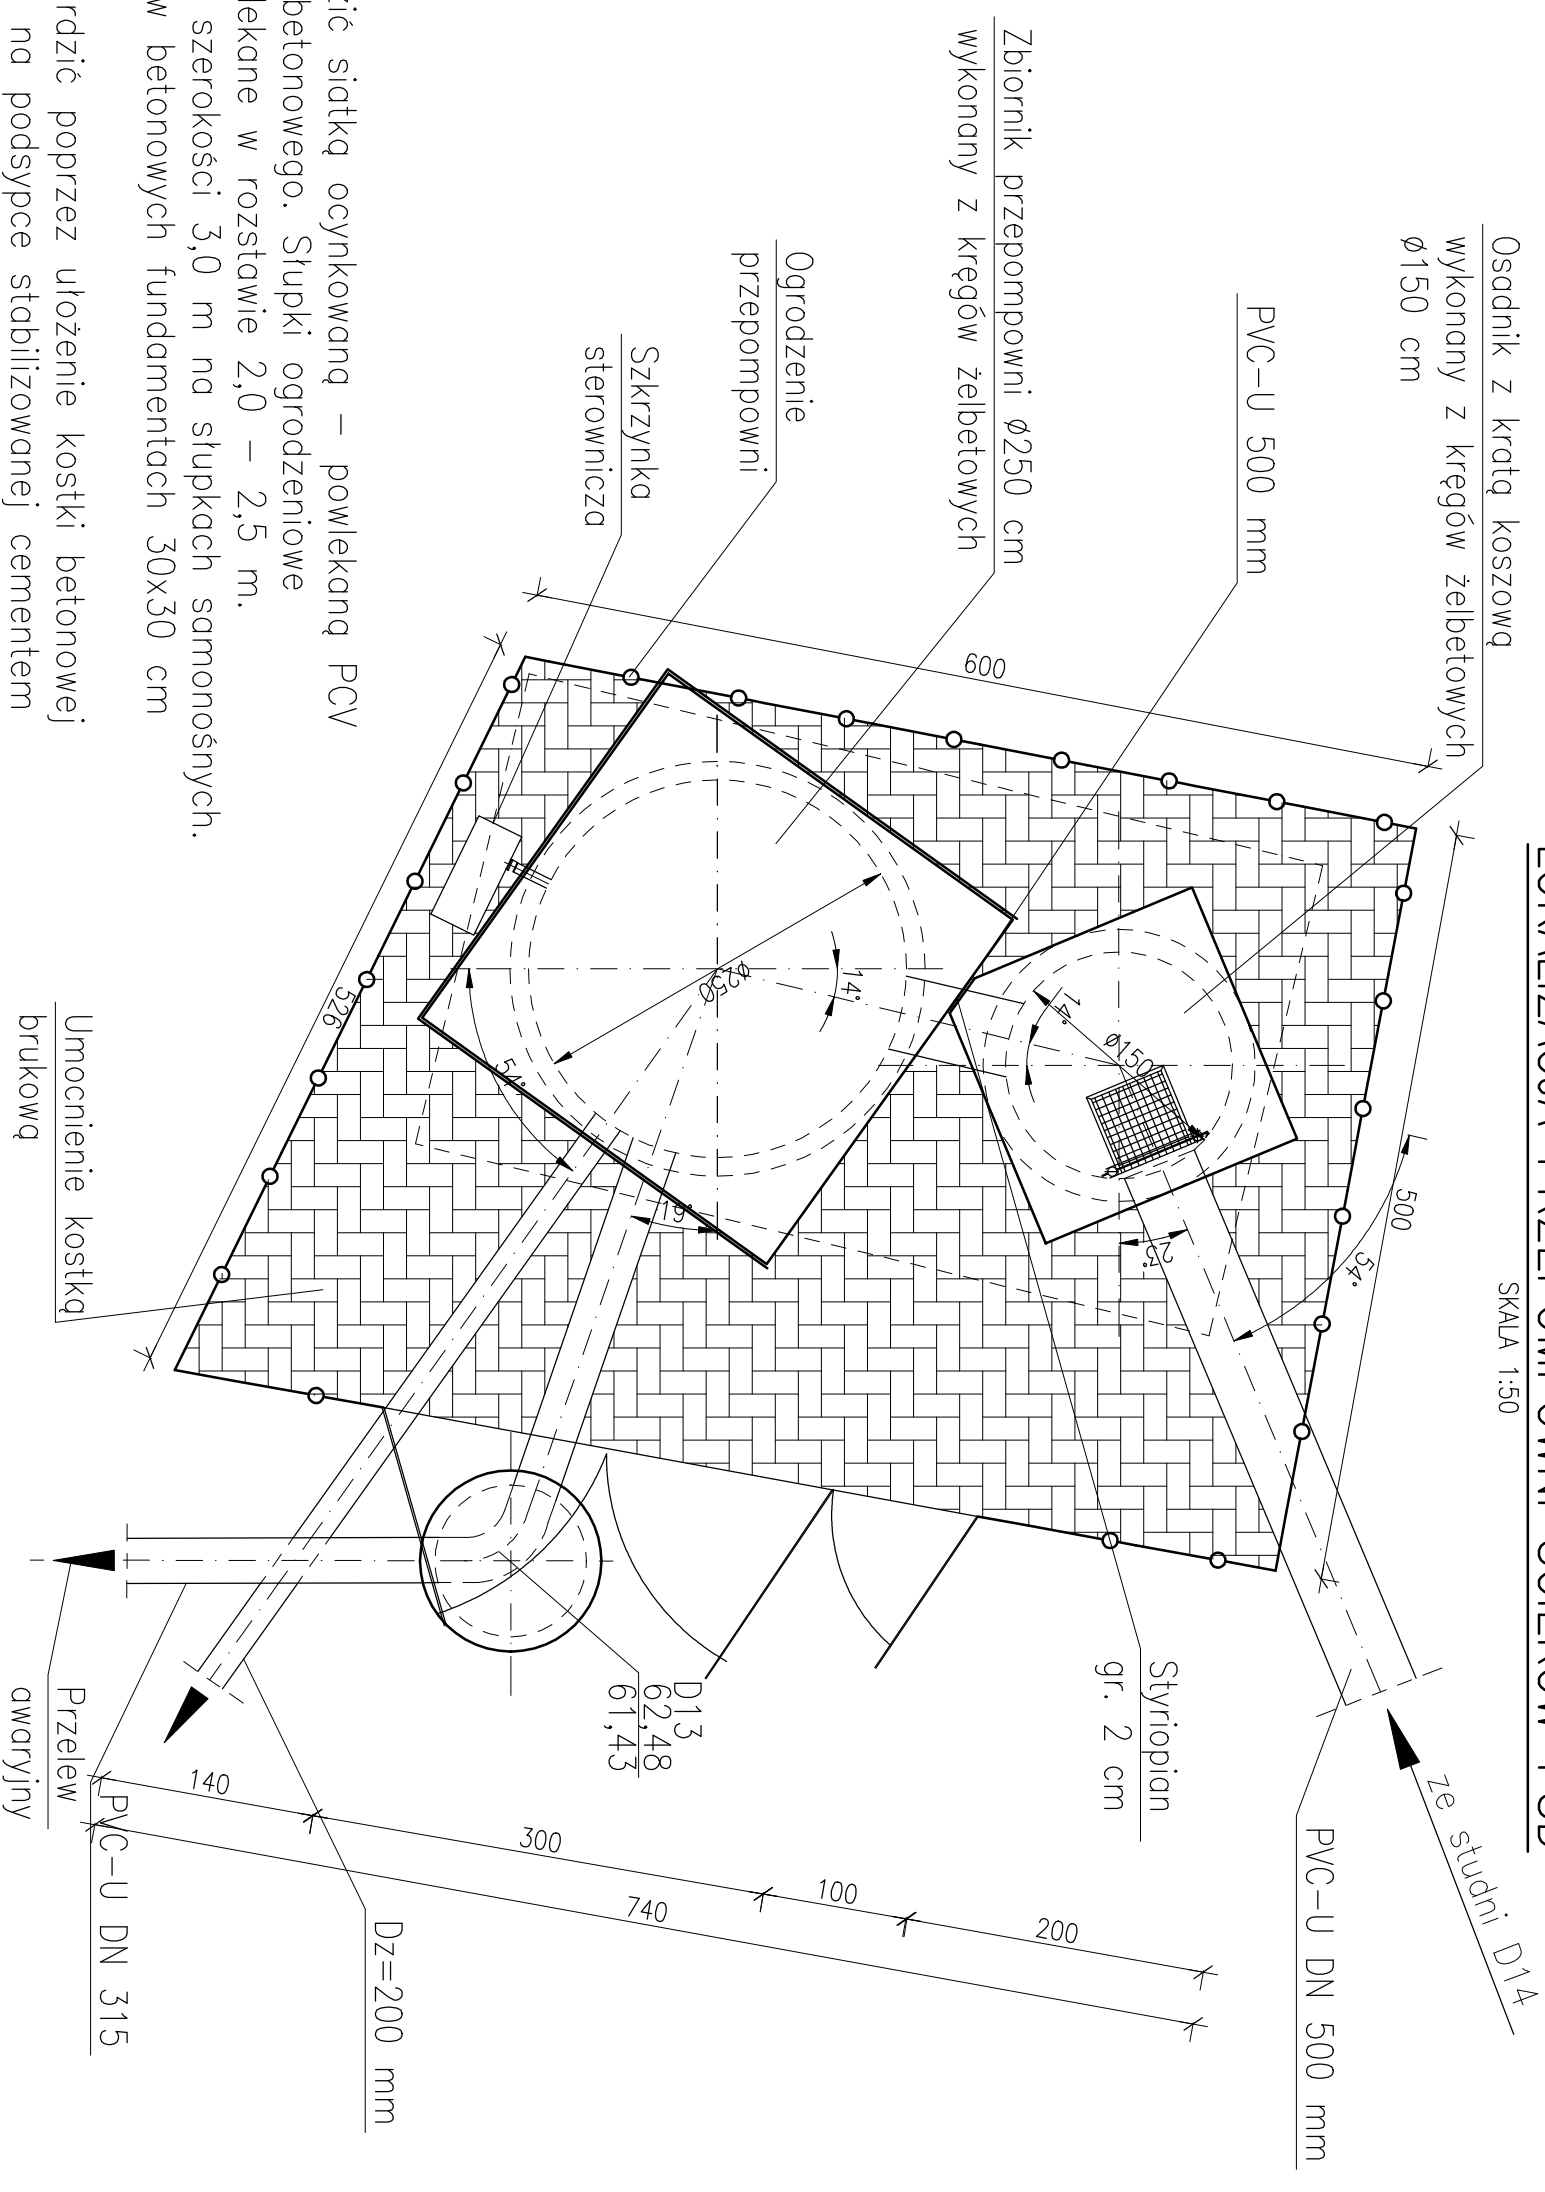 SKALA 1:50
Osadnik z kratą koszową
wykonany z kręgów żelbetowych
ø150 cm
PVC-U 500 mm
Zbiornik przepompowni ø250 cm
wykonany z kręgów żelbetowych
Ogrodzenie
przepompowni
Szkrzynka
sterownicza
siatką ocynkowaną - powlekaną PCV
betonowego. Słupki ogrodzeniowe
w rozstawie 2,0 - 2,5 m.
szerokości 3,0 m na słupkach samonośnych.
w betonowych fundamentach 30x30 cm
poprzez ułożenie kostki betonowej
na podsypce stabilizowanej cementem
600
500
526
54°
23°
14°
ø150
14°
ø250
54°
19°
Umocnienie kostką
brukową
ze studni D14
PVC-U DN 500 mm
Styriopian
gr. 2 cm
D13
62,48
61,43
Dz=200 mm
PVC-U DN 315
Przelew
awaryjny
140
300
100
200
740